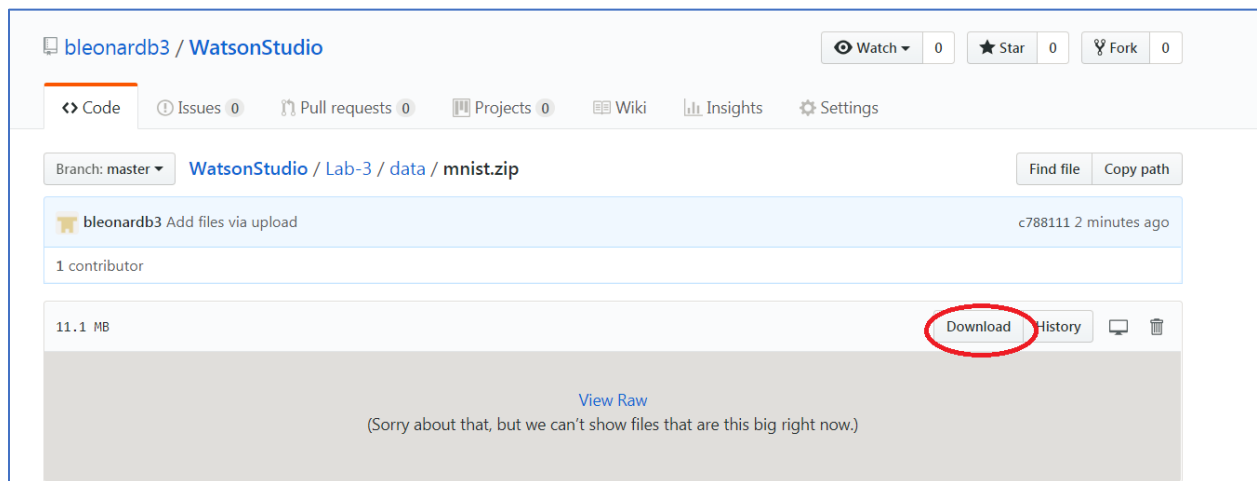 bleonardb3 / WatsonStudio Watch 0 Star 0 Fork 0
Code Issues 0 Pull requests 0 Projects 0 Wiki Insights Settings
Branch: master WatsonStudio / Lab-3 / data / mnist.zip Find file Copy path
bleonardb3 Add files via upload c788111 2 minutes ago
1 contributor
11.1 MB Download History
View Raw
(Sorry about that, but we can't show files that are this big right now.)